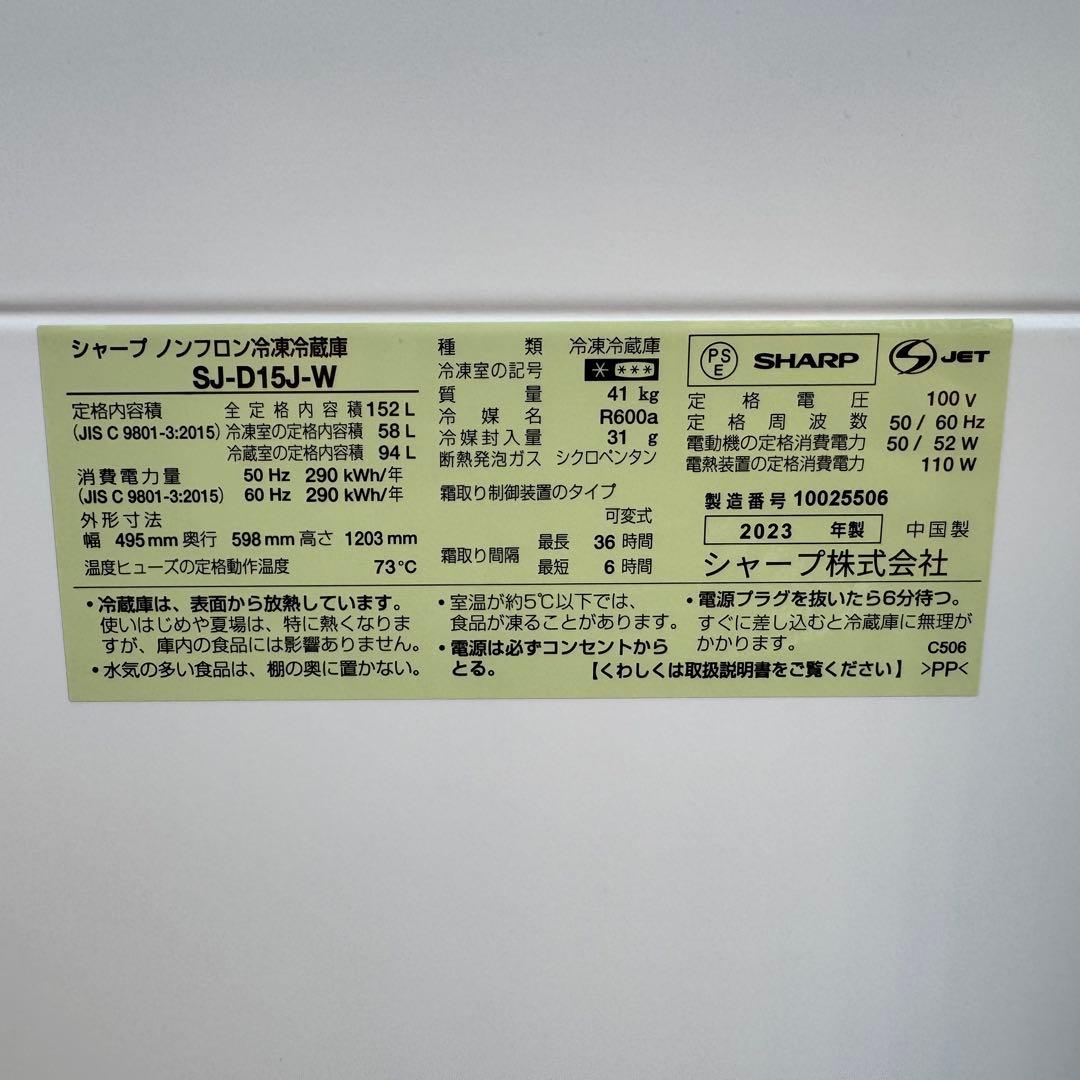 シャープ ノンフロン冷凍冷蔵庫
SJ-D15J-W
定格内容積 全定格内容積 152 L
(JIS C 9801-3:2015) 冷凍室の定格内容積 58 L
冷蔵室の定格内容積 94 L
消費電力量 50 Hz 290 kWh/年
(JIS C 9801-3:2015) 60 Hz 290 kWh/年
外形寸法
幅 495 mm 奥行 598 mm 高さ 1203 mm
温度ヒューズの定格動作温度 73℃
種類 冷凍冷蔵庫
冷凍室の記号 * ***
質量 41 kg
冷媒名 R600a
冷媒封入量 31 g
断熱発泡ガス シクロペンタン
霜取り制御装置のタイプ
可変式
霜取り間隔 最長 36 時間
最短 6 時間
PS E SHARP S JET
定格電圧 100 V
定格周波数 50 / 60 Hz
電動機の定格消費電力 50 / 52 W
電熱装置の定格消費電力 110 W
製造番号 10025506
2023 年製 中国製
シャープ株式会社
・冷蔵庫は、表面から放熱しています。
使いはじめや夏場は、特に熱くなりま
すが、庫内の食品には影響ありません。
・水気の多い食品は、棚の奥に置かない。
・室温が約5℃以下では、
食品が凍ることがあります。
・電源は必ずコンセントから
とる。
・電源プラグを抜いたら6分待つ。
すぐに差し込むと冷蔵庫に無理が
かかります。 C506
【くわしくは取扱説明書をご覧ください】 >PP<